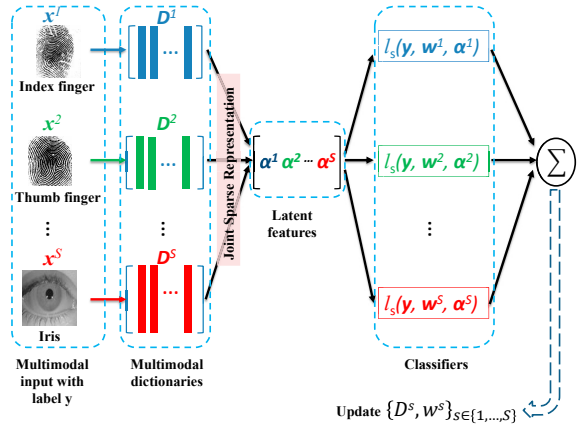 x¹
Index finger
x²
Thumb finger
...
xˢ
Iris
Multimodal
input with
label y
D¹
...
D²
...
...
Dˢ
...
Multimodal
dictionaries
Joint Sparse Representation
[α¹ α² ... αˢ]
Latent
features
lₛ(y, w¹, α¹)
lₛ(y, w², α²)
...
lₛ(y, wˢ, αˢ)
Classifiers
∑
Update {Dˢ, wˢ}ₛ∈{1,...,S}